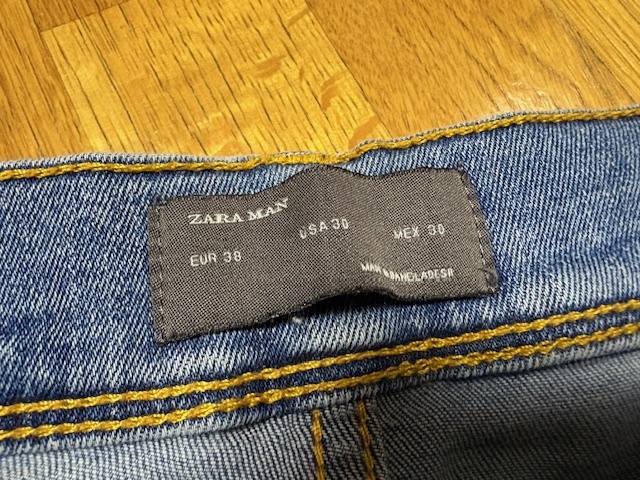 ZARA MAN
EUR 38 USA 30 MEX 30
MADE IN BANGLADESH